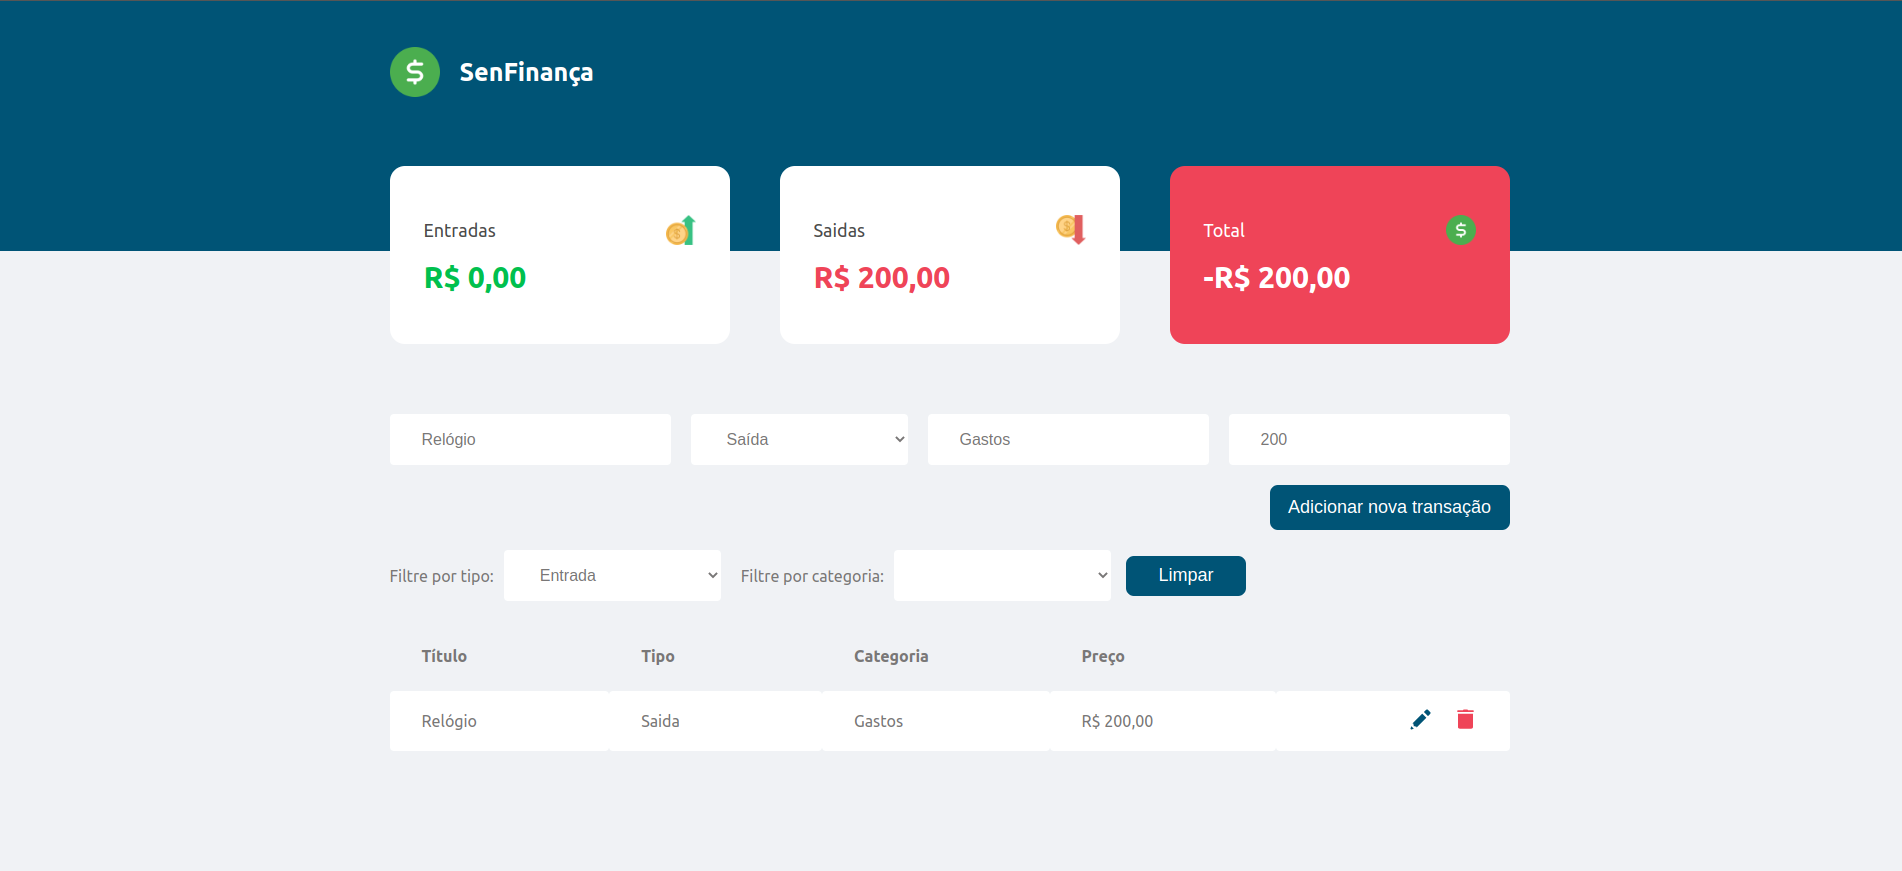 SenFinança
Entradas
R$ 0,00
Saidas
R$ 200,00
Total
-R$ 200,00
Relógio Saída Gastos 200
Adicionar nova transação
Filtre por tipo: Entrada Filtre por categoria: Limpar
Título Tipo Categoria Preço
Relógio Saida Gastos R$ 200,00